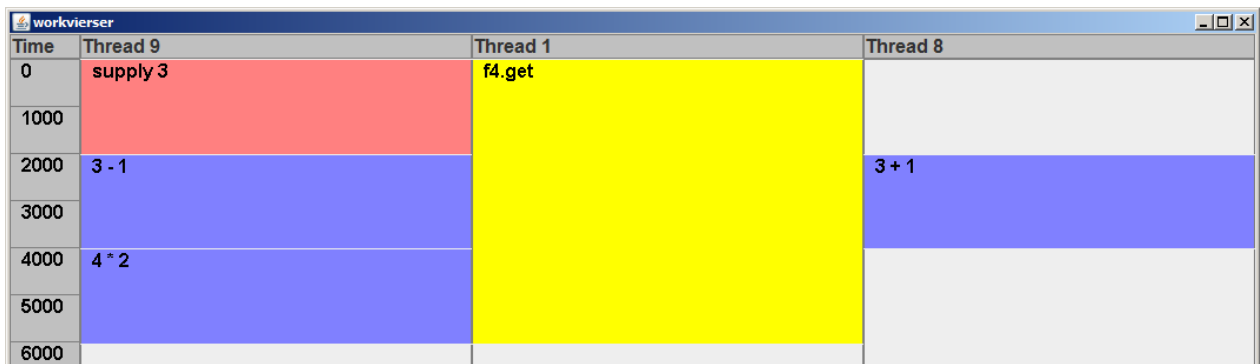 workvierser
Time Thread 9 Thread 1 Thread 8
0 supply 3 f4.get
1000
2000 3 - 1 3 + 1
3000
4000 4 * 2
5000
6000